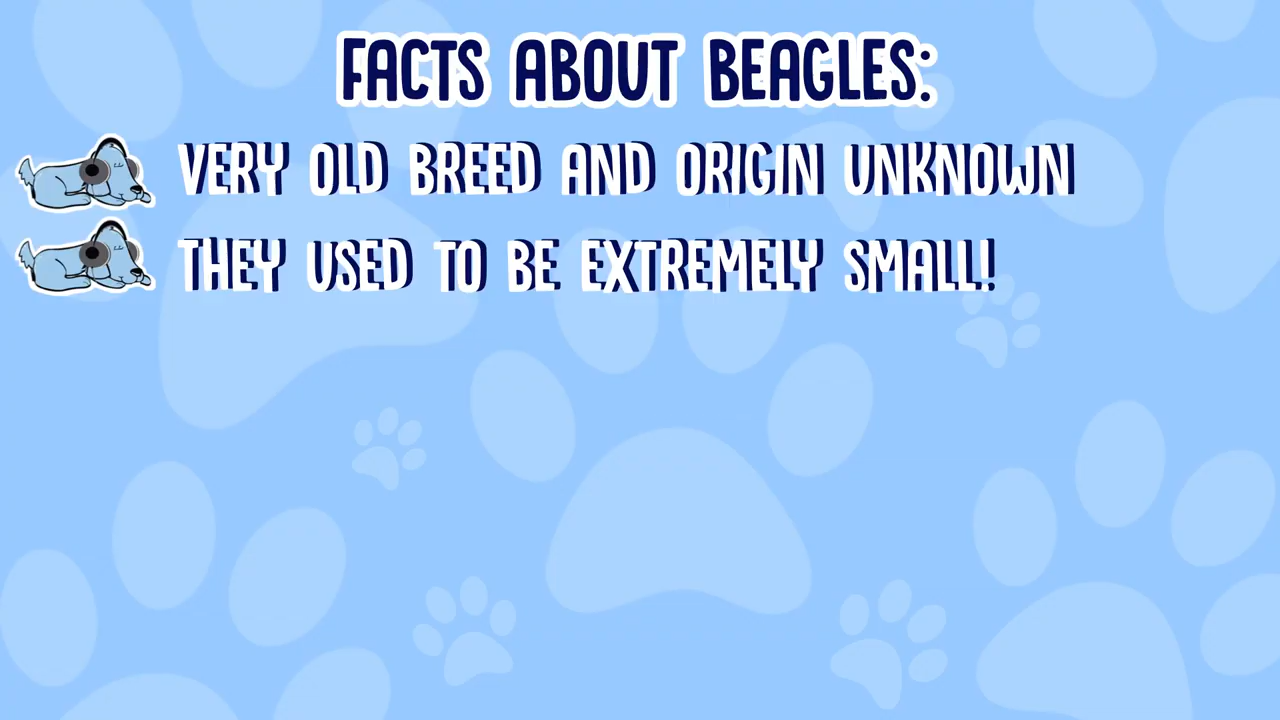 FACTS ABOUT BEAGLES:
VERY OLD BREED AND ORIGIN UNKNOWN
THEY USED TO BE EXTREMELY SMALL!